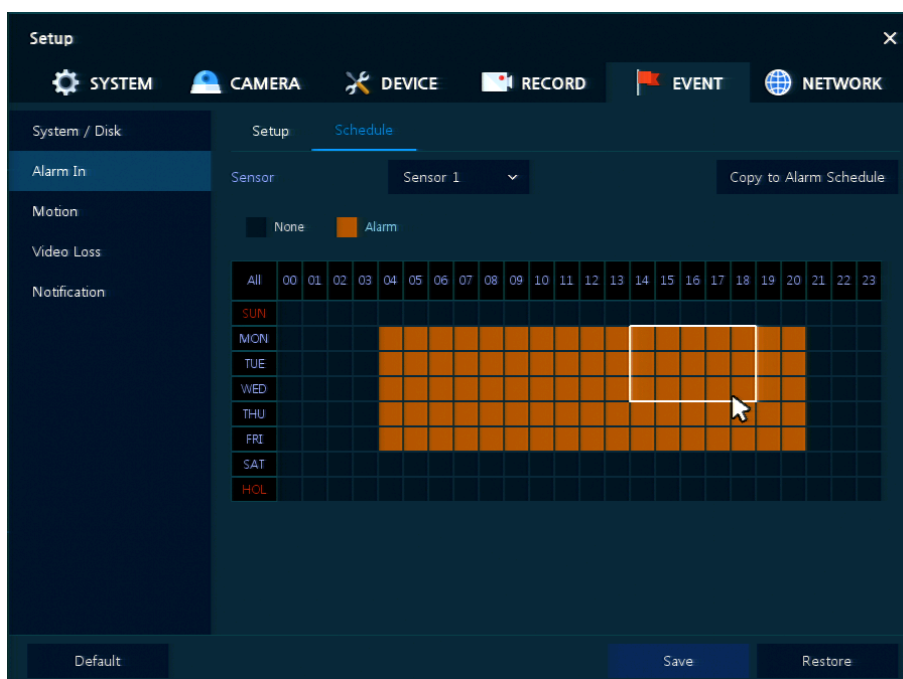 Setup
SYSTEM CAMERA DEVICE RECORD EVENT NETWORK
System / Disk
Alarm In
Motion
Video Loss
Notification
Setup Schedule
Sensor Sensor 1 Copy to Alarm Schedule
None Alarm
All 00 01 02 03 04 05 06 07 08 09 10 11 12 13 14 15 16 17 18 19 20 21 22 23
SUN
MON
TUE
WED
THU
FRI
SAT
HOL
Default Save Restore